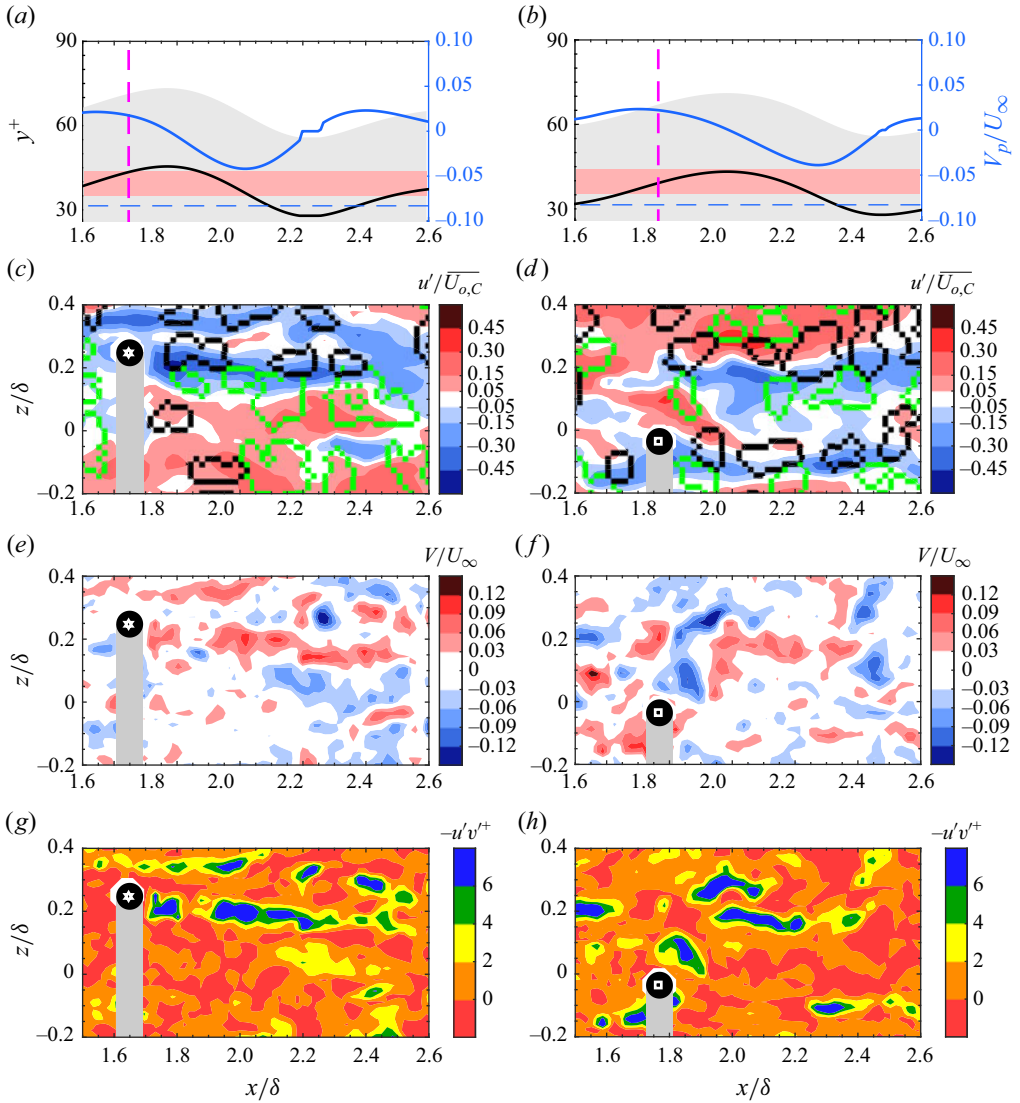 (a) (b)
90 0.10 90 0.10
0.05 0.05
60 0 60 0
y⁺ V_p/U_∞
−0.05 −0.05
30 −0.10 30 −0.10
1.6 1.8 2.0 2.2 2.4 2.6 1.6 1.8 2.0 2.2 2.4 2.6
(c) u′/U̅_{o,C} (d) u′/U̅_{o,C}
0.4 0.4
0.45 0.45
0.30 0.30
0.2 0.15 0.2 0.15
0.05 0.05
z/δ
−0.05 −0.05
0 −0.15 0 −0.15
−0.30 −0.30
−0.45 −0.45
−0.2 −0.2
1.6 1.8 2.0 2.2 2.4 2.6 1.6 1.8 2.0 2.2 2.4 2.6
(e) V/U_∞ (f) V/U_∞
0.4 0.4
0.12 0.12
0.09 0.09
0.2 0.06 0.2 0.06
0.03 0.03
z/δ 0 0
0 −0.03 0 −0.03
−0.06 −0.06
−0.09 −0.09
−0.12 −0.12
−0.2 −0.2
1.6 1.8 2.0 2.2 2.4 2.6 1.6 1.8 2.0 2.2 2.4 2.6
(g) −u′v′⁺ (h) −u′v′⁺
0.4 0.4
6 6
0.2 0.2
4 4
z/δ
0 2 0 2
0 0
−0.2 −0.2
1.6 1.8 2.0 2.2 2.4 2.6 1.6 1.8 2.0 2.2 2.4 2.6
x/δ x/δ